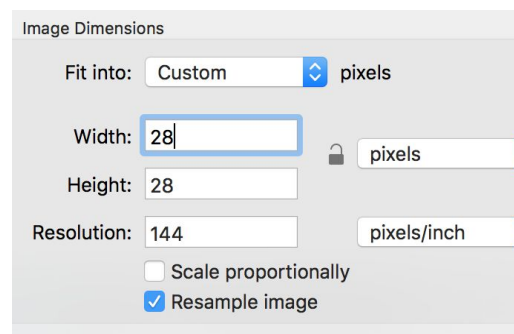 Image Dimensions
Fit into: Custom pixels
Width: 28
pixels
Height: 28
Resolution: 144 pixels/inch
Scale proportionally
Resample image